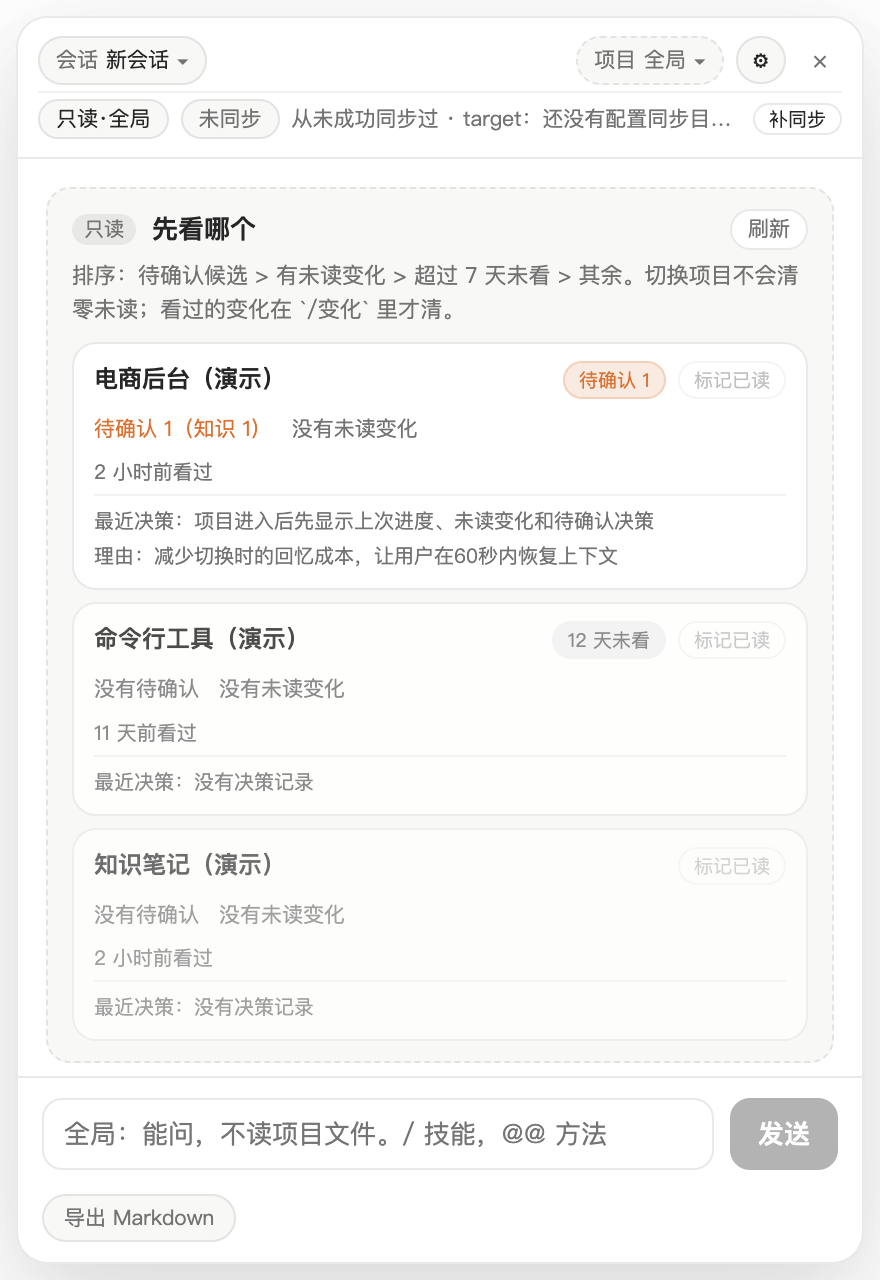 会话 新会话
项目 全局
只读·全局
未同步
从未成功同步过 · target：还没有配置同步目…
补同步
只读
先看哪个
刷新
排序：待确认候选 > 有未读变化 > 超过 7 天未看 > 其余。切换项目不会清
零未读；看过的变化在 `/变化` 里才清。
电商后台（演示）
待确认 1
标记已读
待确认 1（知识 1）
没有未读变化
2 小时前看过
最近决策：项目进入后先显示上次进度、未读变化和待确认决策
理由：减少切换时的回忆成本，让用户在60秒内恢复上下文
命令行工具（演示）
12 天未看
标记已读
没有待确认
没有未读变化
11 天前看过
最近决策：没有决策记录
知识笔记（演示）
标记已读
没有待确认
没有未读变化
2 小时前看过
最近决策：没有决策记录
全局：能问，不读项目文件。/ 技能，@@ 方法
发送
导出 Markdown